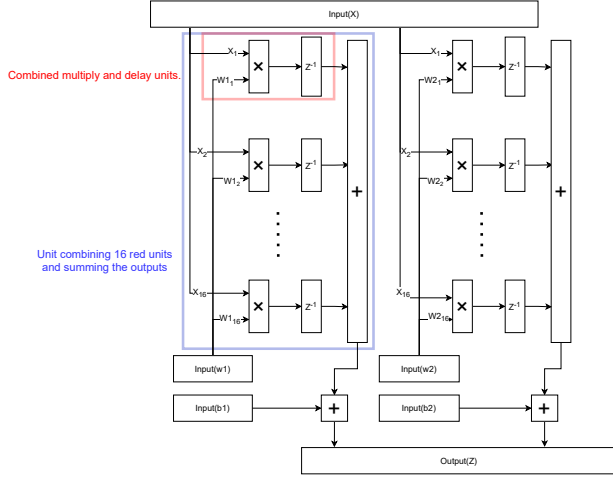 Input(X)
X₁
X₁
Combined multiply and delay units.
×
Z⁻¹
×
Z⁻¹
W1₁
W2₁
X₂
X₂
×
Z⁻¹
×
Z⁻¹
W1₂
W2₂
+
+
Unit combining 16 red units
and summing the outputs
X₁₆
X₁₆
×
Z⁻¹
×
Z⁻¹
W1₁₆
W2₁₆
Input(w1)
Input(w2)
Input(b1)
+
Input(b2)
+
Output(Z)